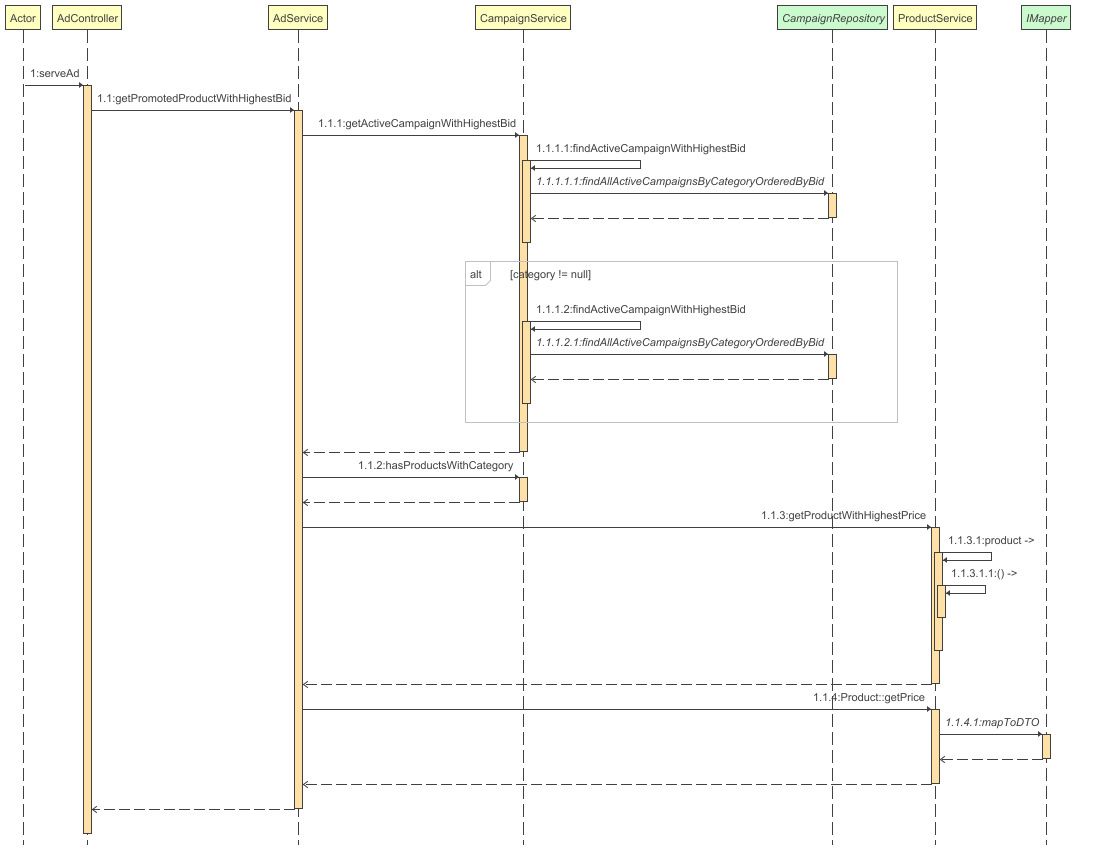 Actor
AdController
AdService
CampaignService
CampaignRepository
ProductService
IMapper
1:serveAd
1.1:getPromotedProductWithHighestBid
1.1.1:getActiveCampaignWithHighestBid
1.1.1.1:findActiveCampaignWithHighestBid
1.1.1.1.1:findAllActiveCampaignsByCategoryOrderedByBid
alt
[category != null]
1.1.1.2:findActiveCampaignWithHighestBid
1.1.1.2.1:findAllActiveCampaignsByCategoryOrderedByBid
1.1.2:hasProductsWithCategory
1.1.3:getProductWithHighestPrice
1.1.3.1:product ->
1.1.3.1.1:() ->
1.1.4:Product::getPrice
1.1.4.1:mapToDTO